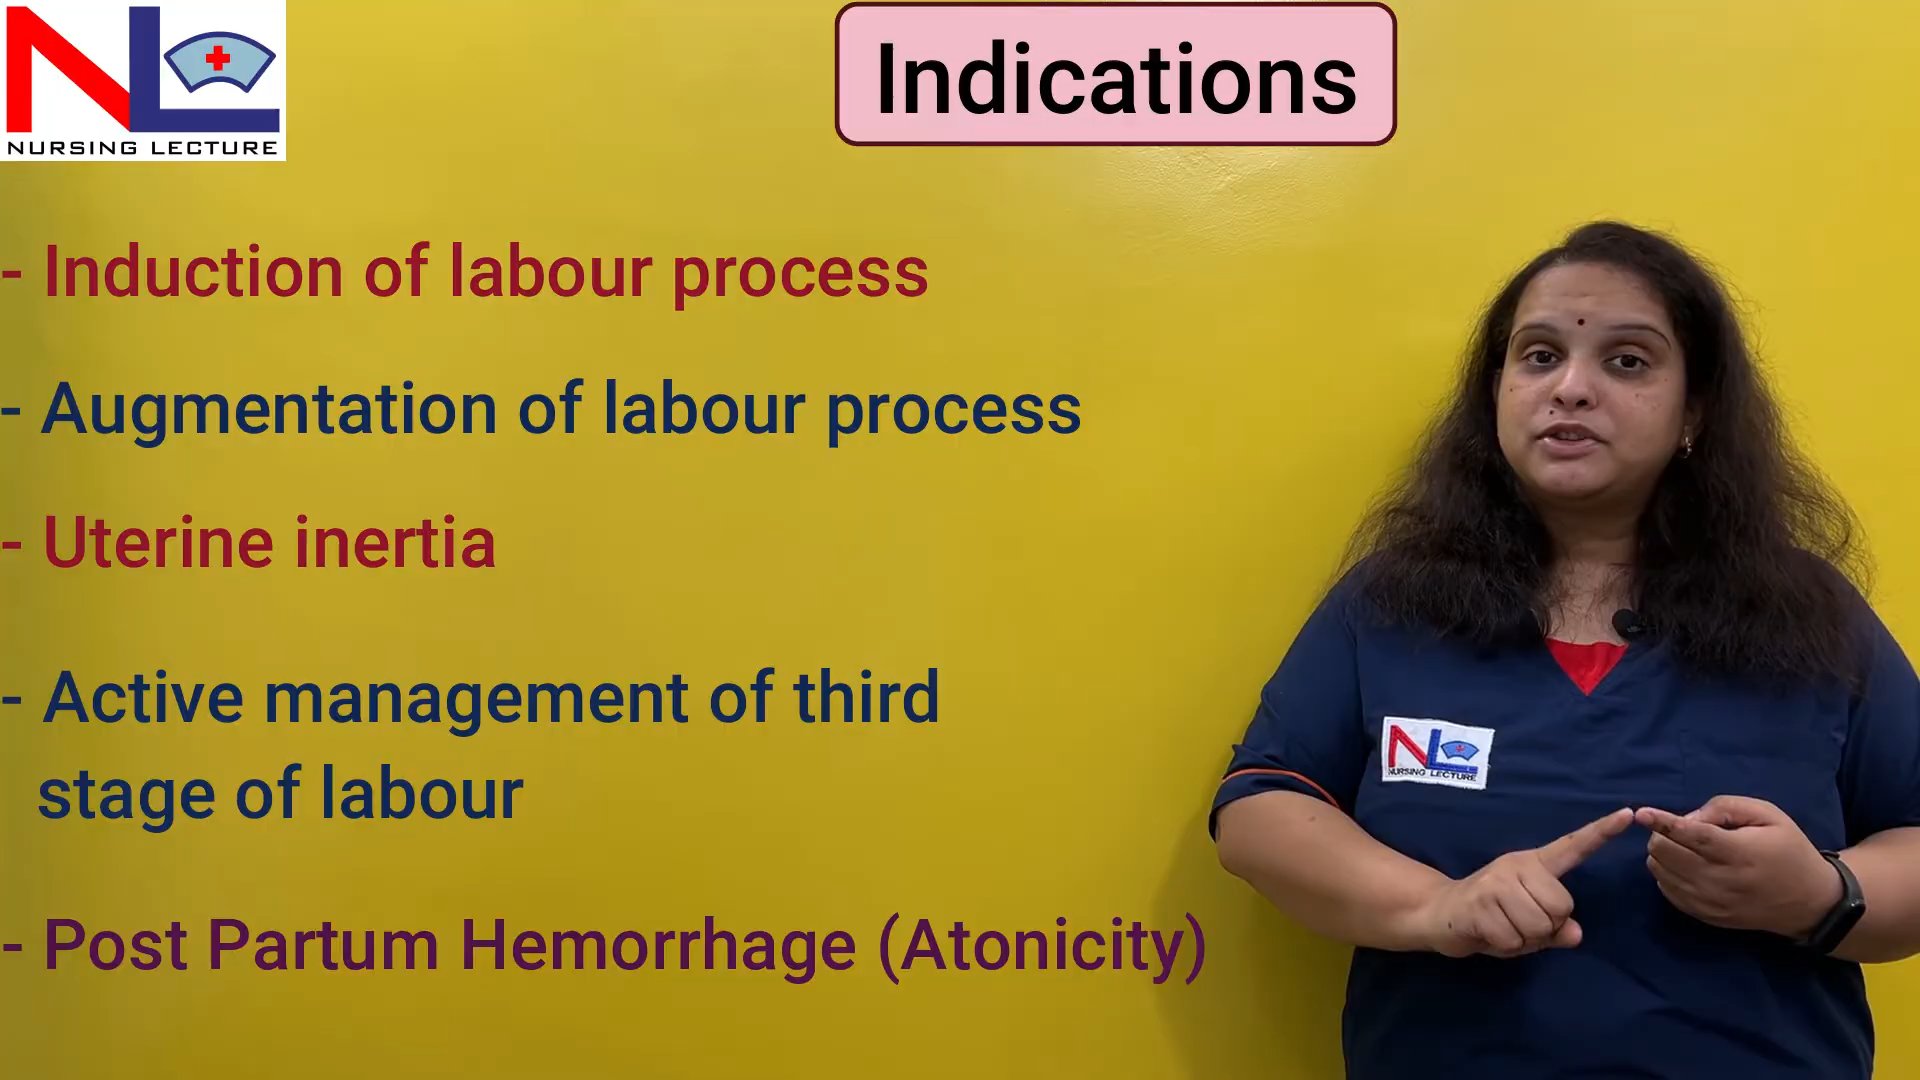 NURSING LECTURE
Indications
- Induction of labour process
- Augmentation of labour process
- Uterine inertia
- Active management of third
stage of labour
- Post Partum Hemorrhage (Atonicity)
NL
NURSING LECTURE